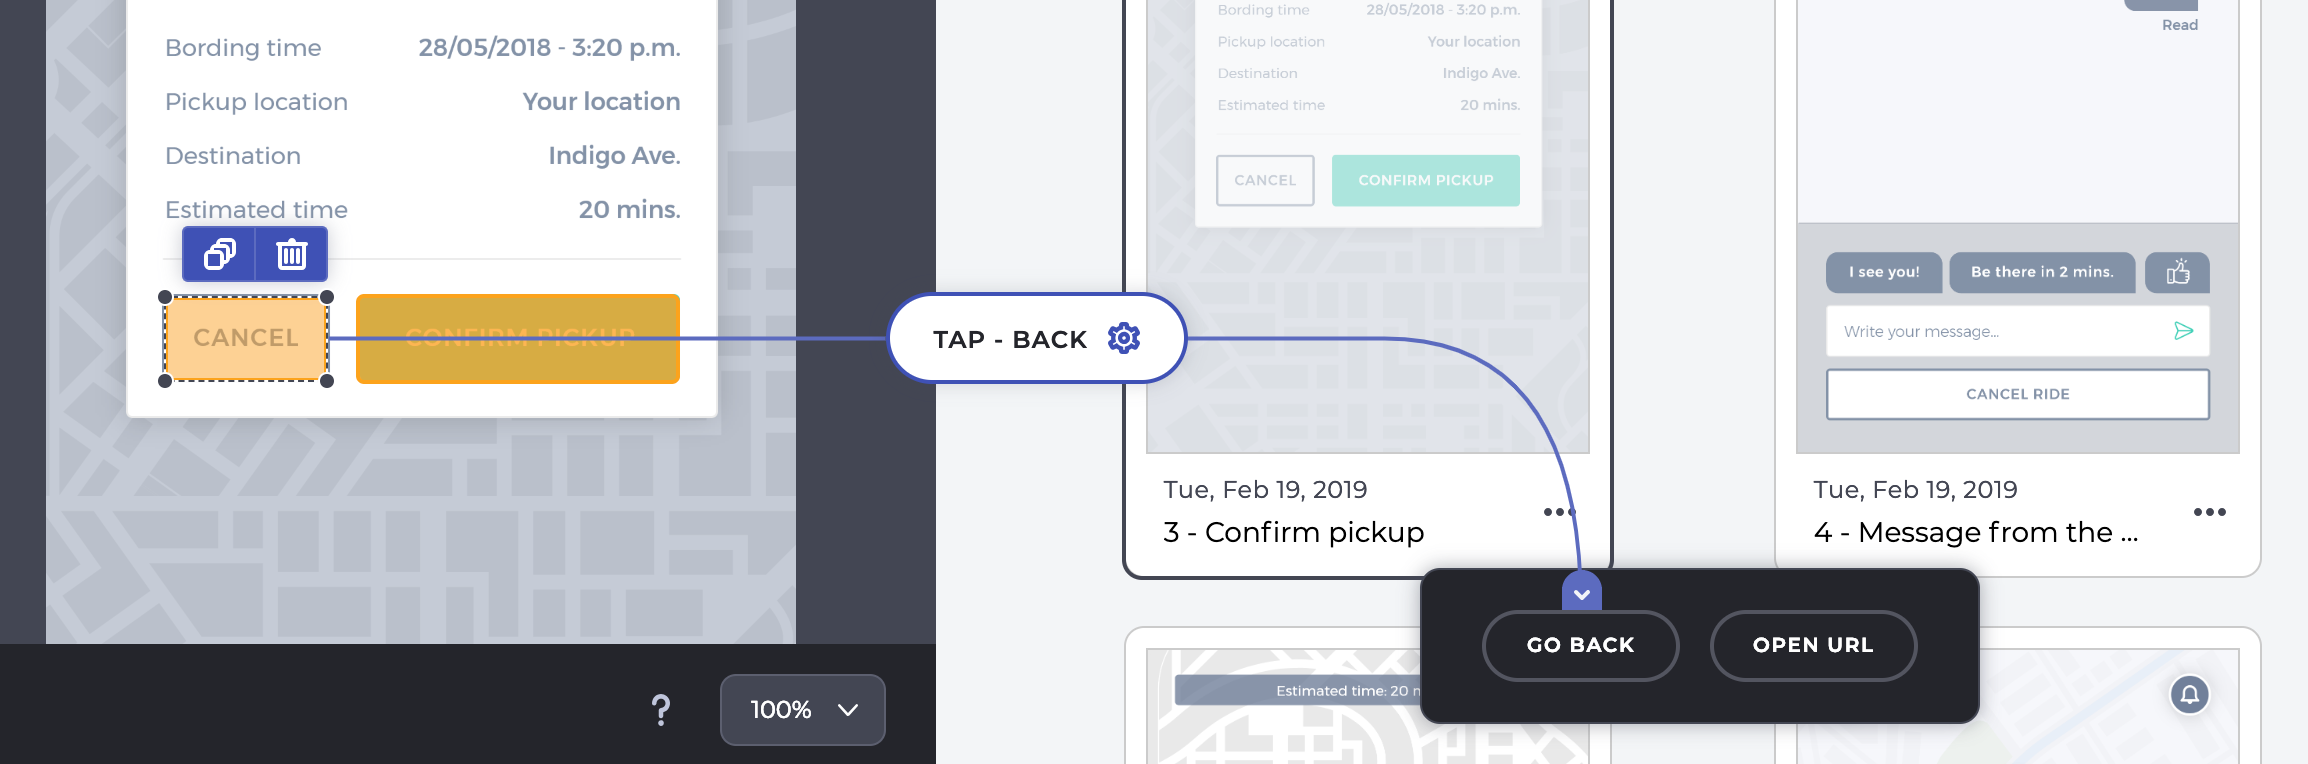 Bording time 28/05/2018 - 3:20 p.m.
Pickup location Your location
Destination Indigo Ave.
Estimated time 20 mins.
CANCEL CONFIRM PICKUP
TAP - BACK
? 100%
Bording time 28/05/2018 - 3:20 p.m.
Pickup location Your location
Destination Indigo Ave.
Estimated time 20 mins.
CANCEL CONFIRM PICKUP
Tue, Feb 19, 2019
3 - Confirm pickup
Read
I see you! Be there in 2 mins.
Write your message...
CANCEL RIDE
Tue, Feb 19, 2019
4 - Message from the ...
GO BACK OPEN URL
Estimated time: 20